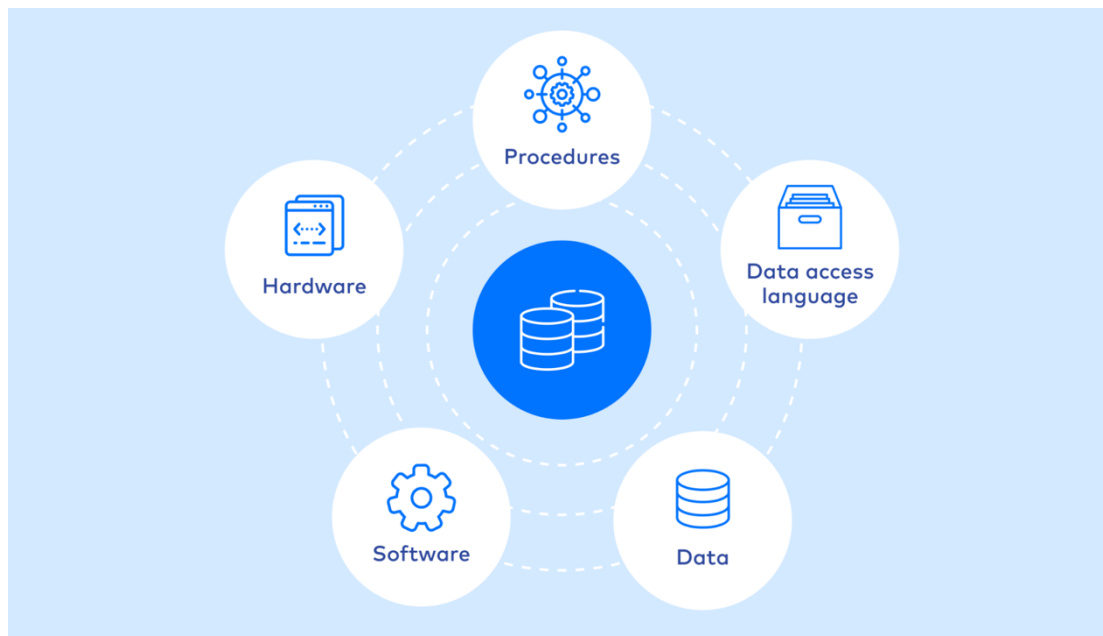 Procedures
Hardware
Data access
language
Software
Data